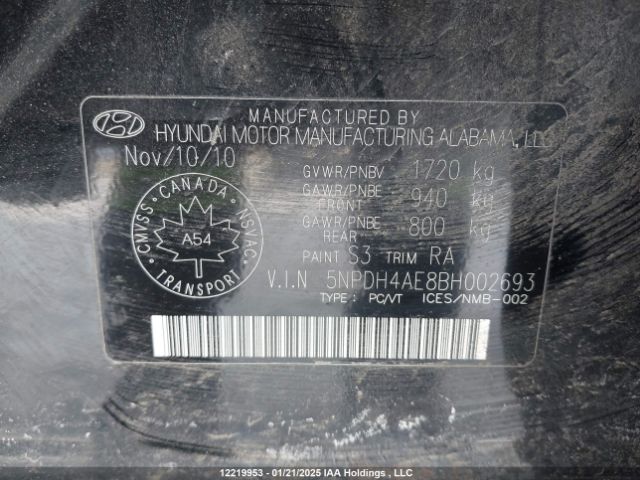 MANUFACTURED BY
HYUNDAI MOTOR MANUFACTURING ALABAMA, LLC
Nov/10/10
GVWR/PNBV 1720 kg
GAWR/PNBE FRONT 940 kg
GAWR/PNBE REAR 800 kg
PAINT S3 TRIM RA
CANADA
CMVSS NSVAC
A54
TRANSPORT
V.I.N 5NPDH4AE8BH002693
TYPE : PC/VT ICES/NMB-002
12219953 - 01/21/2025 IAA Holdings , LLC